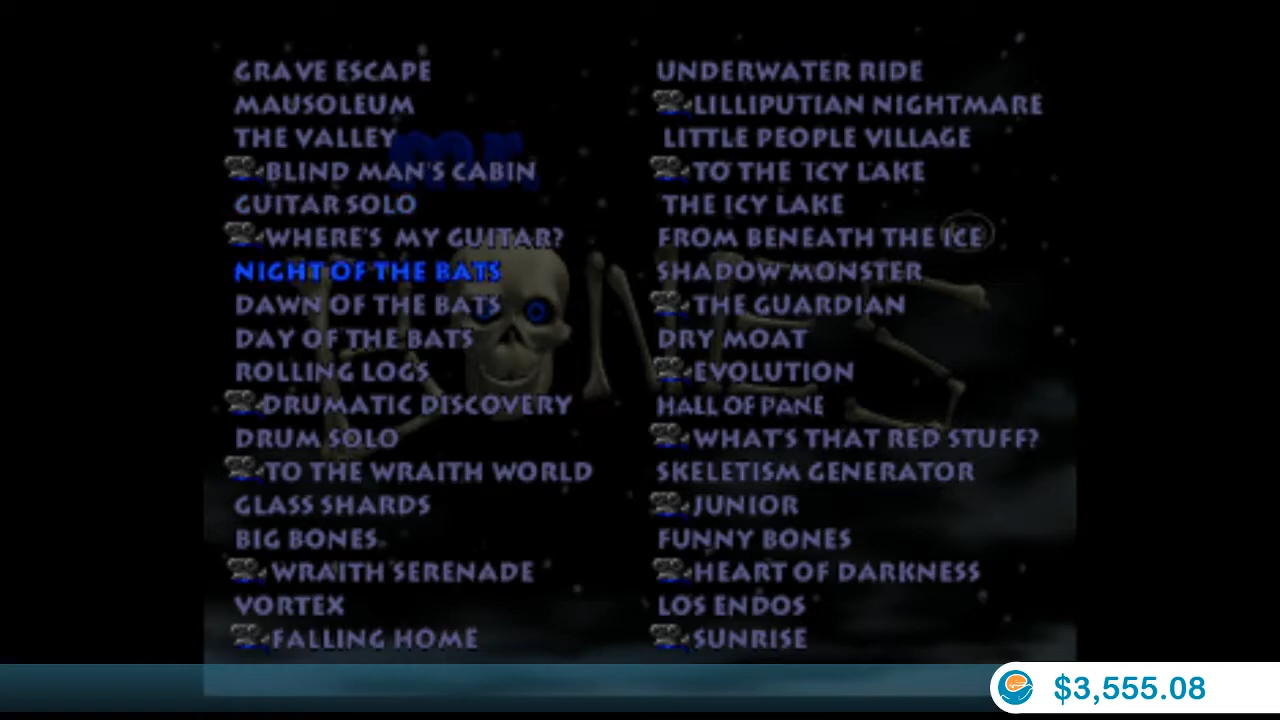 GRAVE ESCAPE
MAUSOLEUM
THE VALLEY
BLIND MAN'S CABIN
GUITAR SOLO
WHERE'S MY GUITAR?
NIGHT OF THE BATS
DAWN OF THE BATS
DAY OF THE BATS
ROLLING LOGS
DRUMATIC DISCOVERY
DRUM SOLO
TO THE WRAITH WORLD
GLASS SHARDS
BIG BONES
WRAITH SERENADE
VORTEX
FALLING HOME
UNDERWATER RIDE
LILLIPUTIAN NIGHTMARE
LITTLE PEOPLE VILLAGE
TO THE ICY LAKE
THE ICY LAKE
FROM BENEATH THE ICE
SHADOW MONSTER
THE GUARDIAN
DRY MOAT
EVOLUTION
HALL OF PANE
WHAT'S THAT RED STUFF?
SKELETISM GENERATOR
JUNIOR
FUNNY BONES
HEART OF DARKNESS
LOS ENDOS
SUNRISE
mr.
BONES
$3,555.08